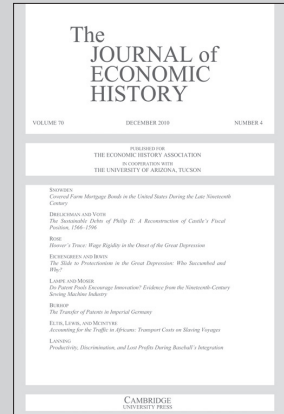 The
JOURNAL of
ECONOMIC
HISTORY
VOLUME 70 DECEMBER 2010 NUMBER 4
PUBLISHED FOR
THE ECONOMIC HISTORY ASSOCIATION
IN COOPERATION WITH
THE UNIVERSITY OF ARIZONA, TUCSON
SNOWDEN
Covered Farm Mortgage Bonds in the United States During the Late Nineteenth
Century
DRELICHMAN AND VOTH
The Sustainable Debts of Philip II: A Reconstruction of Castile's Fiscal
Position, 1566–1596
ROSE
Hoover's Truce: Wage Rigidity in the Onset of the Great Depression
EICHENGREEN AND IRWIN
The Slide to Protectionism in the Great Depression: Who Succumbed and
Why?
LAMPE AND MOSER
Do Patent Pools Encourage Innovation? Evidence from the Nineteenth-Century
Sewing Machine Industry
BURHOP
The Transfer of Patents in Imperial Germany
ELTIS, LEWIS, AND MCINTYRE
Accounting for the Traffic in Africans: Transport Costs on Slaving Voyages
LANNING
Productivity, Discrimination, and Lost Profits During Baseball's Integration
CAMBRIDGE
UNIVERSITY PRESS